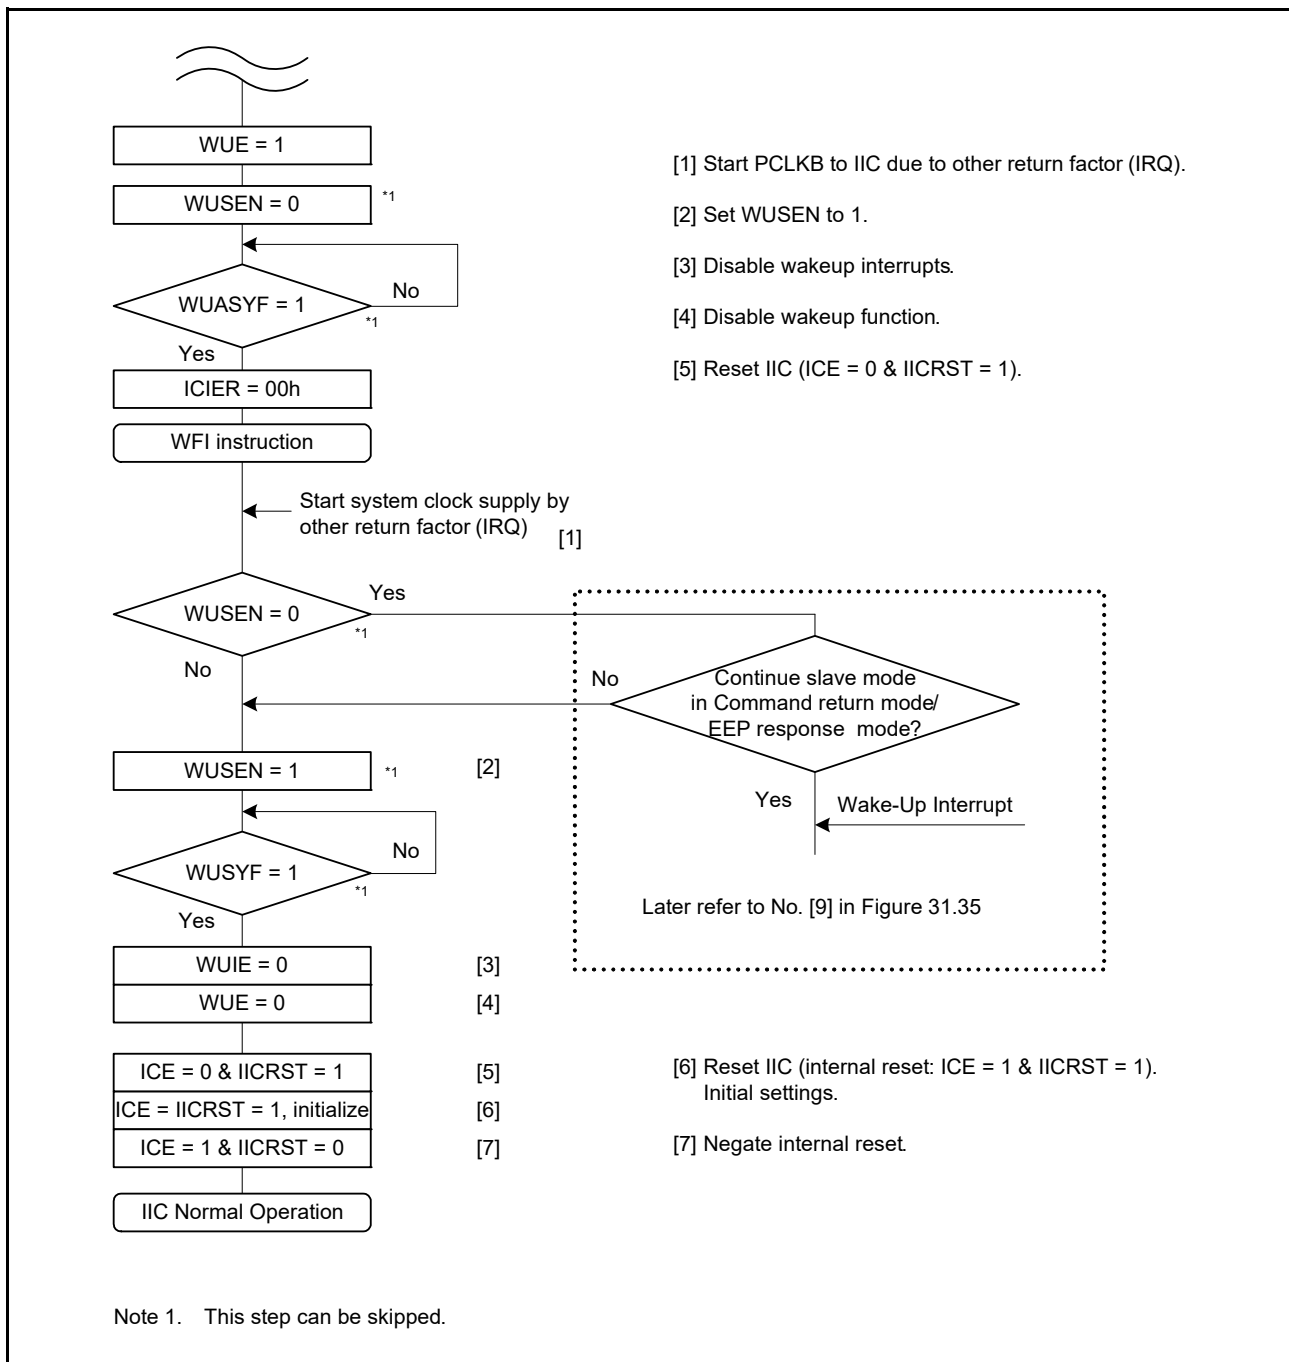 WUE = 1
WUSEN = 0 *1
WUASYF = 1 *1
No
Yes
ICIER = 00h
WFI instruction
Start system clock supply by
other return factor (IRQ) [1]
WUSEN = 0 *1
Yes
No
Continue slave mode
in Command return mode/
EEP response mode?
No
Yes
Wake-Up Interrupt
Later refer to No. [9] in Figure 31.35
WUSEN = 1 *1 [2]
WUSYF = 1 *1
No
Yes
WUIE = 0 [3]
WUE = 0 [4]
ICE = 0 & IICRST = 1 [5]
ICE = IICRST = 1, initialize [6]
ICE = 1 & IICRST = 0 [7]
IIC Normal Operation
[1] Start PCLKB to IIC due to other return factor (IRQ).
[2] Set WUSEN to 1.
[3] Disable wakeup interrupts.
[4] Disable wakeup function.
[5] Reset IIC (ICE = 0 & IICRST = 1).
[6] Reset IIC (internal reset: ICE = 1 & IICRST = 1).
Initial settings.
[7] Negate internal reset.
Note 1. This step can be skipped.